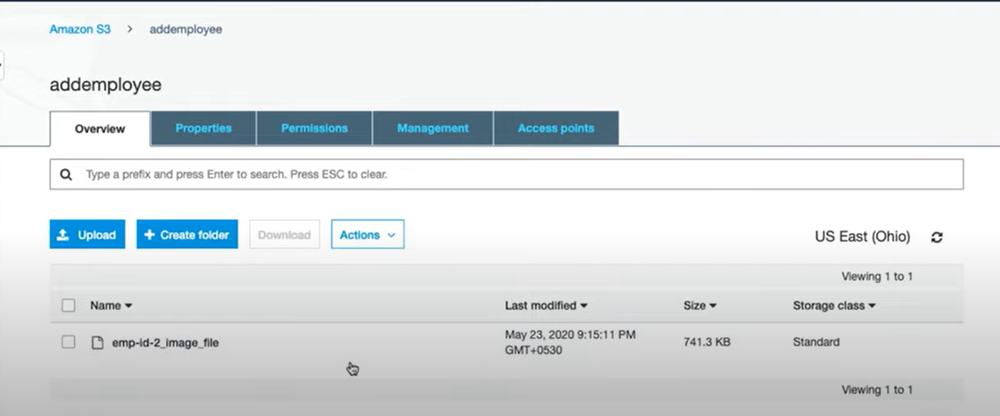 Amazon S3 > addemployee
addemployee
Overview Properties Permissions Management Access points
Type a prefix and press Enter to search. Press ESC to clear.
Upload + Create folder Download Actions US East (Ohio)
Viewing 1 to 1
Name Last modified Size Storage class
emp-id-2_image_file May 23, 2020 9:15:11 PM 741.3 KB Standard
GMT+0530
Viewing 1 to 1